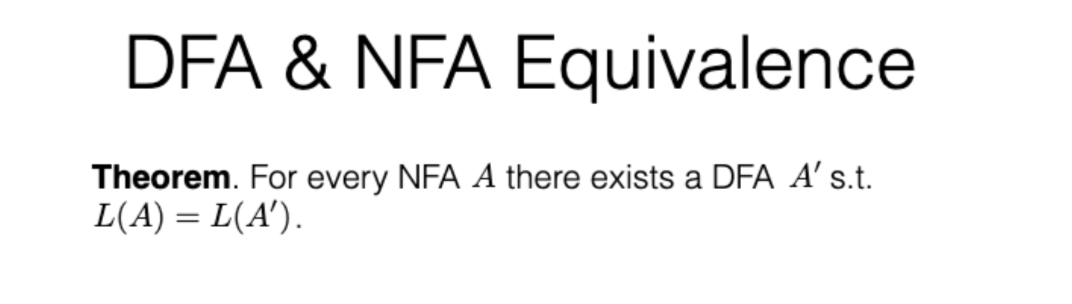 DFA & NFA Equivalence
Theorem. For every NFA A there exists a DFA A′ s.t.
L(A) = L(A′).